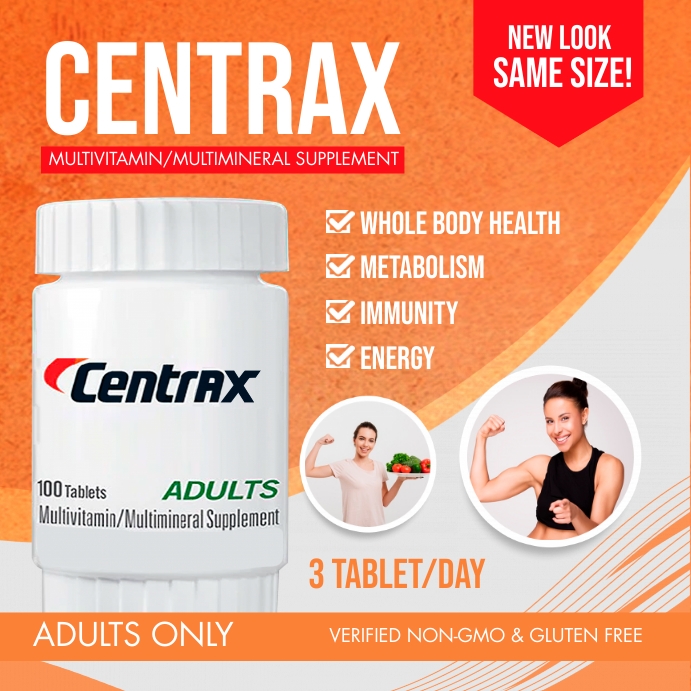 CENTRAX
MULTIVITAMIN/MULTIMINERAL SUPPLEMENT
NEW LOOK
SAME SIZE!
WHOLE BODY HEALTH
METABOLISM
IMMUNITY
ENERGY
Centrax
100 Tablets
ADULTS
Multivitamin/Multimineral Supplement
3 TABLET/DAY
ADULTS ONLY
VERIFIED NON-GMO & GLUTEN FREE